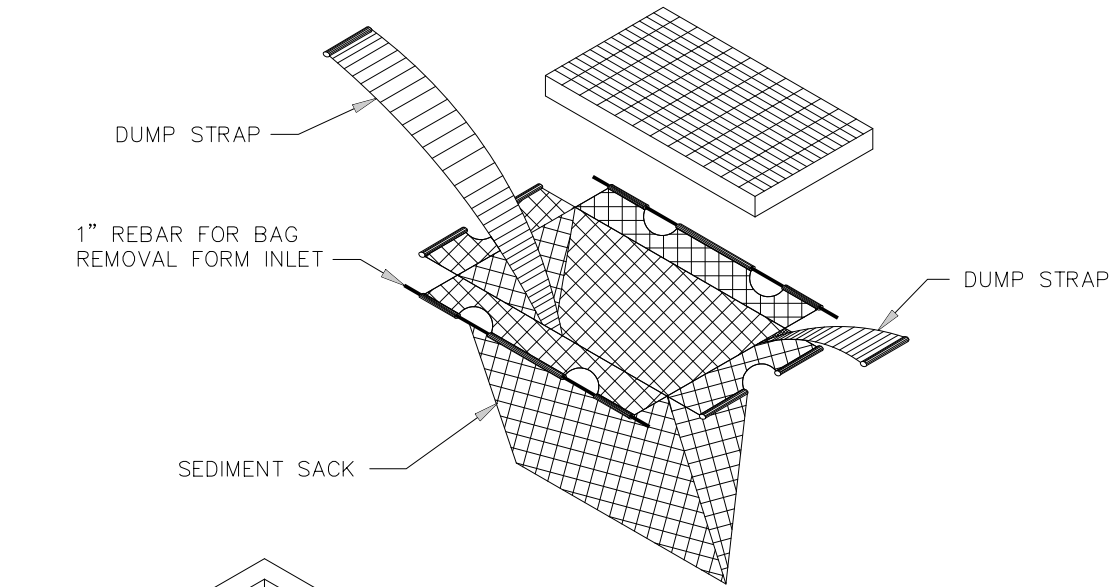 DUMP STRAP
1” REBAR FOR BAG
REMOVAL FORM INLET
DUMP STRAP
SEDIMENT SACK